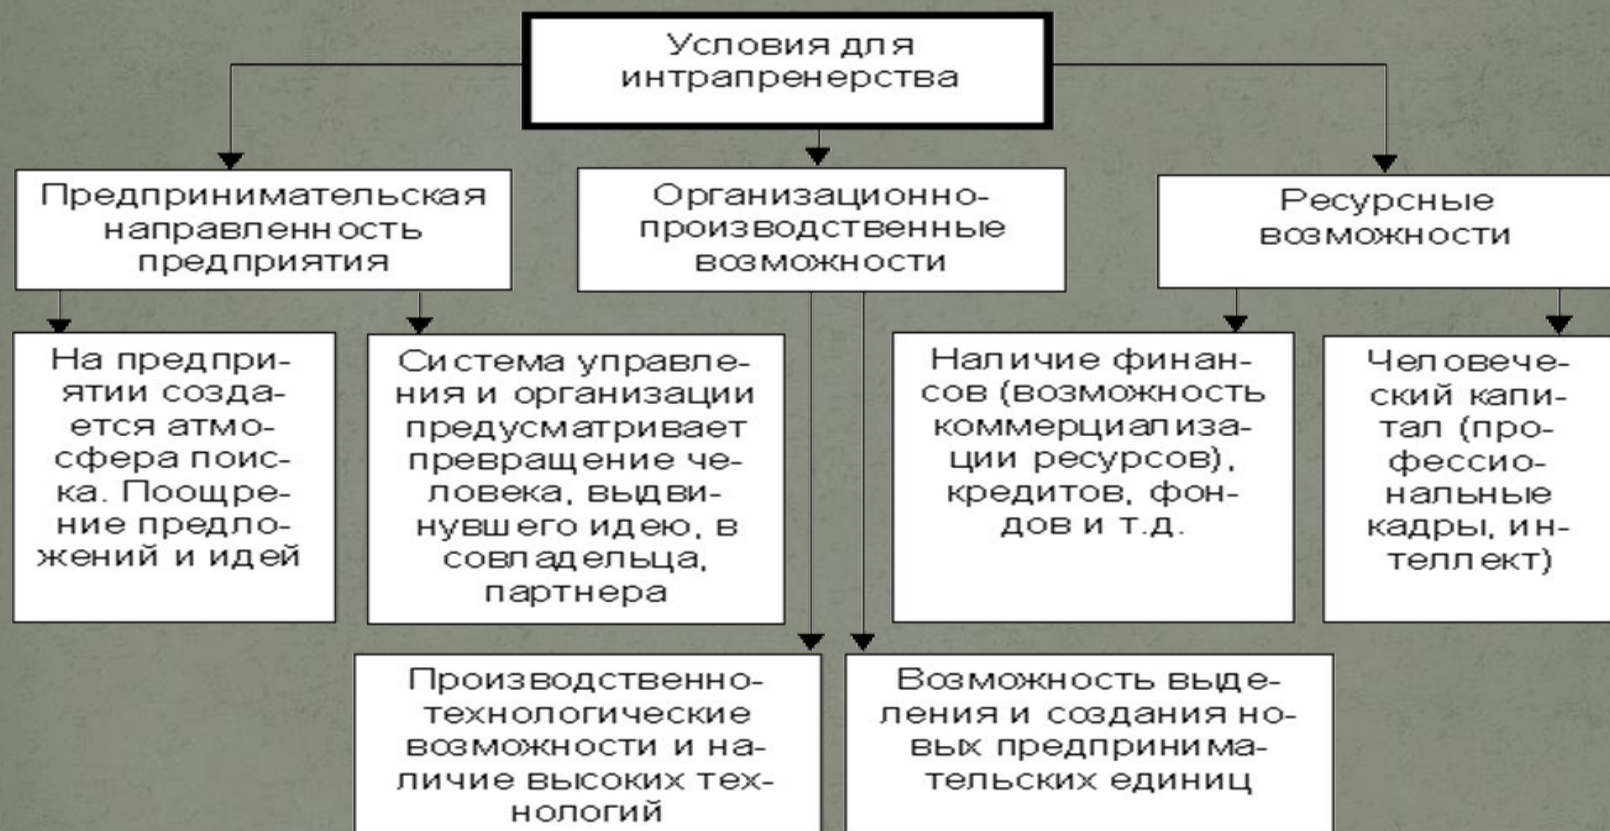 Условия для
интрапренерства
Предпринимательская
направленность
предприятия
Организационно-
производственные
возможности
Ресурсные
возможности
На предпри-
ятии созда-
ется атмо-
сфера поис-
ка. Поощре-
ние предло-
жений и идей
Система управле-
ния и организации
предусматривает
превращение че-
ловека, выдви-
нувшего идею, в
совладельца,
партнера
Наличие финан-
сов (возможность
коммерциализа-
ции ресурсов),
кредитов, фон-
дов и т.д.
Человече-
ский капи-
тал (про-
фессио-
нальные
кадры, ин-
теллект)
Производственно-
технологические
возможности и на-
личие высоких тех-
нологий
Возможность выде-
ления и создания но-
вых предпринима-
тельских единиц